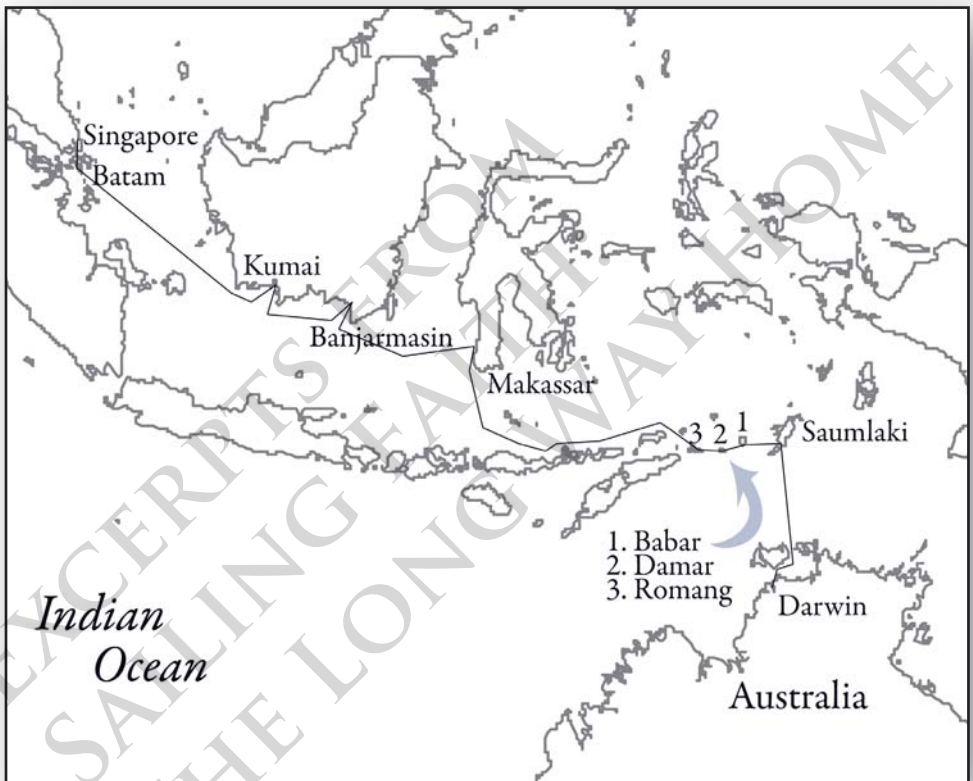 Singapore
Batam
Kumai
Banjarmasin
Makassar
3 2 1
Saumlaki
1. Babar
2. Damar
3. Romang
Darwin
Indian
Ocean
Australia
EXCERPTS FROM
SAILING FAITH:
THE LONG WAY HOME